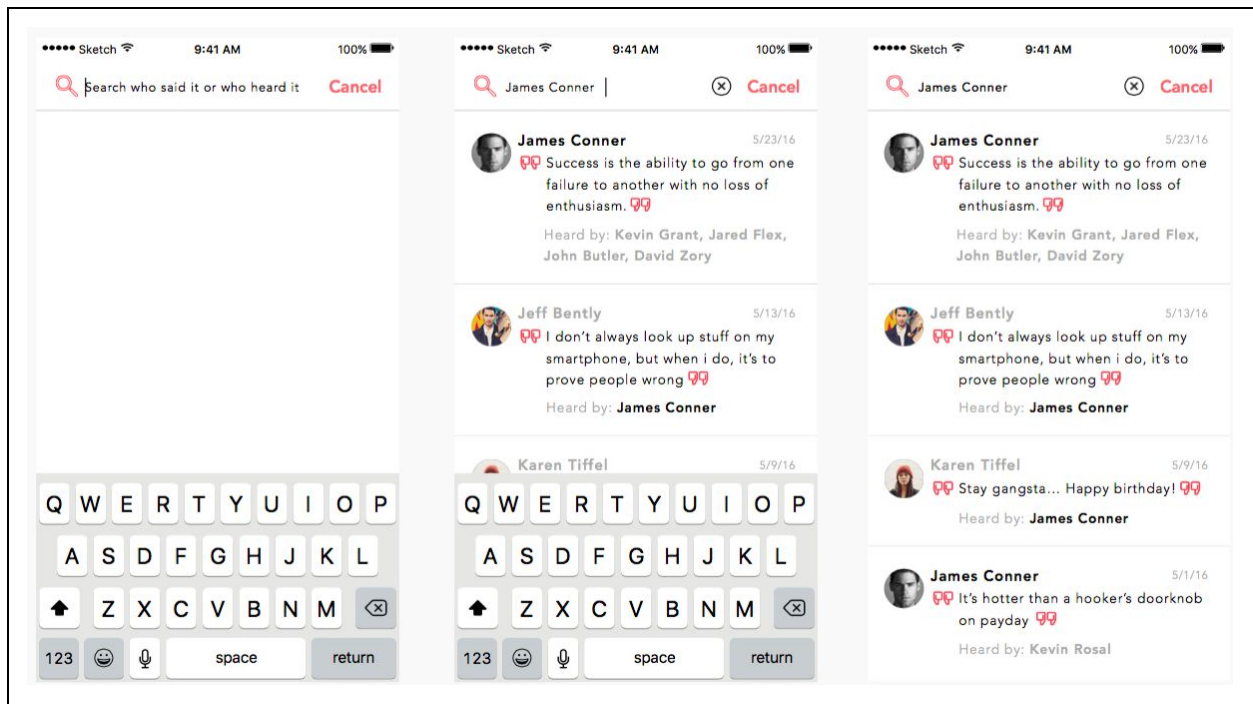 Sketch 9:41 AM 100%
Search who said it or who heard it Cancel
Q W E R T Y U I O P
A S D F G H J K L
Z X C V B N M
123 space return
Sketch 9:41 AM 100%
James Conner Cancel
James Conner 5/23/16
Success is the ability to go from one
failure to another with no loss of
enthusiasm.
Heard by: Kevin Grant, Jared Flex,
John Butler, David Zory
Jeff Bently 5/13/16
I don't always look up stuff on my
smartphone, but when i do, it's to
prove people wrong
Heard by: James Conner
Karen Tiffel 5/9/16
Q W E R T Y U I O P
A S D F G H J K L
Z X C V B N M
123 space return
Sketch 9:41 AM 100%
James Conner Cancel
James Conner 5/23/16
Success is the ability to go from one
failure to another with no loss of
enthusiasm.
Heard by: Kevin Grant, Jared Flex,
John Butler, David Zory
Jeff Bently 5/13/16
I don't always look up stuff on my
smartphone, but when i do, it's to
prove people wrong
Heard by: James Conner
Karen Tiffel 5/9/16
Stay gangsta... Happy birthday!
Heard by: James Conner
James Conner 5/1/16
It's hotter than a hooker's doorknob
on payday
Heard by: Kevin Rosal